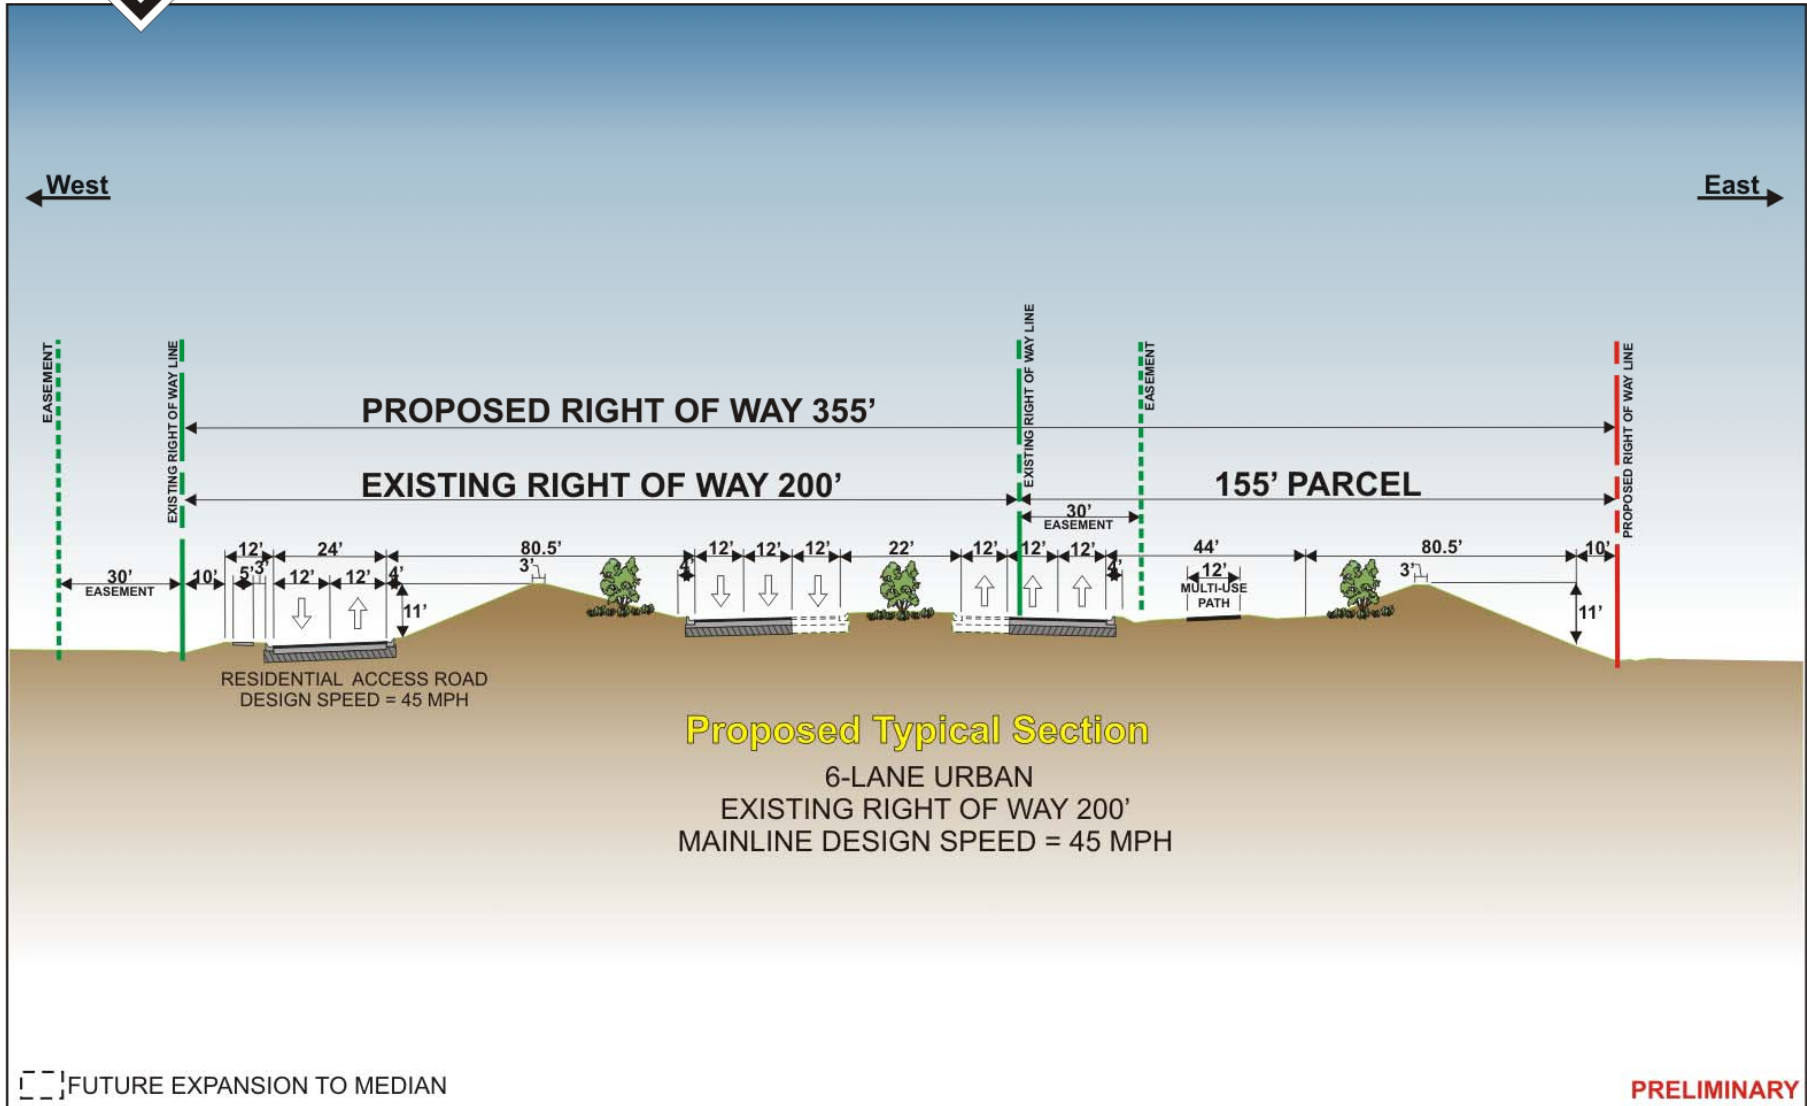 West
East
EASEMENT
EXISTING RIGHT OF WAY LINE
EXISTING RIGHT OF WAY LINE
EASEMENT
PROPOSED RIGHT OF WAY LINE
PROPOSED RIGHT OF WAY 355'
EXISTING RIGHT OF WAY 200'
155' PARCEL
30'
EASEMENT
12' 24' 80.5' 12' 12' 12' 22' 12' 12' 12' 44' 80.5' 10'
30'
EASEMENT
10' 5' 3' 12' 12' 4' 3' 4' 4' 12' 3'
MULTI-USE
PATH
11'
11'
RESIDENTIAL ACCESS ROAD
DESIGN SPEED = 45 MPH
Proposed Typical Section
6-LANE URBAN
EXISTING RIGHT OF WAY 200'
MAINLINE DESIGN SPEED = 45 MPH
FUTURE EXPANSION TO MEDIAN
PRELIMINARY